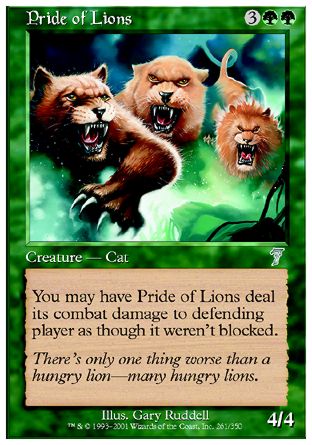 Pride of Lions 3
Creature — Cat
You may have Pride of Lions deal
its combat damage to defending
player as though it weren't blocked.
There's only one thing worse than a
hungry lion—many hungry lions.
4/4
Illus. Gary Ruddell
™ & © 1993–2001 Wizards of the Coast, Inc. 261/350